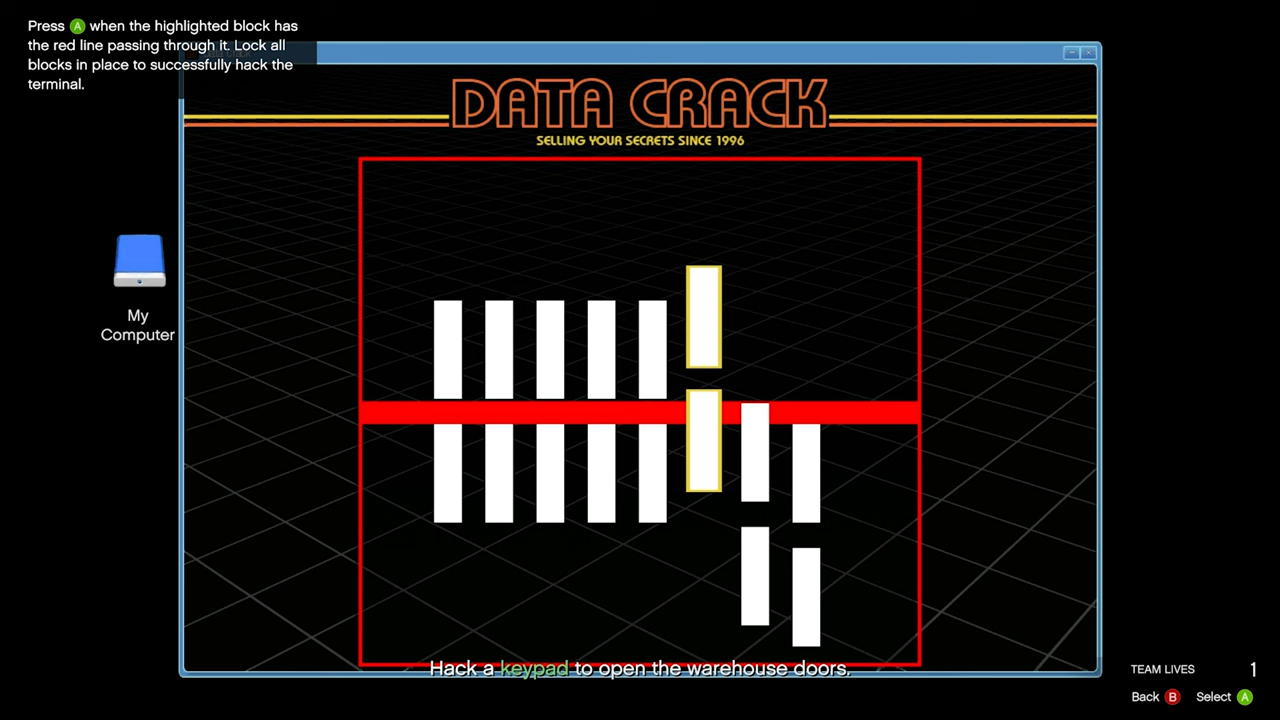 Press A when the highlighted block has
the red line passing through it. Lock all
blocks in place to successfully hack the
terminal.
DATA CRACK
SELLING YOUR SECRETS SINCE 1996
My
Computer
Hack a keypad to open the warehouse doors.
TEAM LIVES 1
Back B Select A